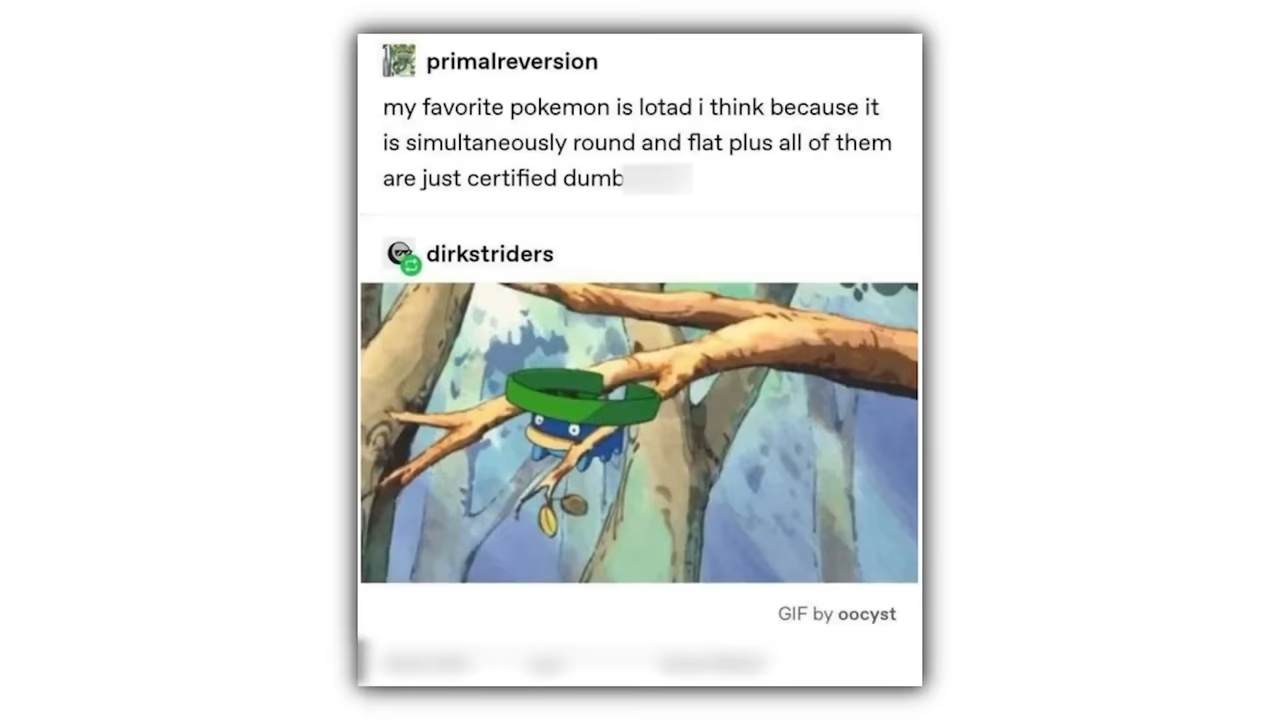 primalreversion
my favorite pokemon is lotad i think because it
is simultaneously round and flat plus all of them
are just certified dumb
dirkstriders
GIF by oocyst